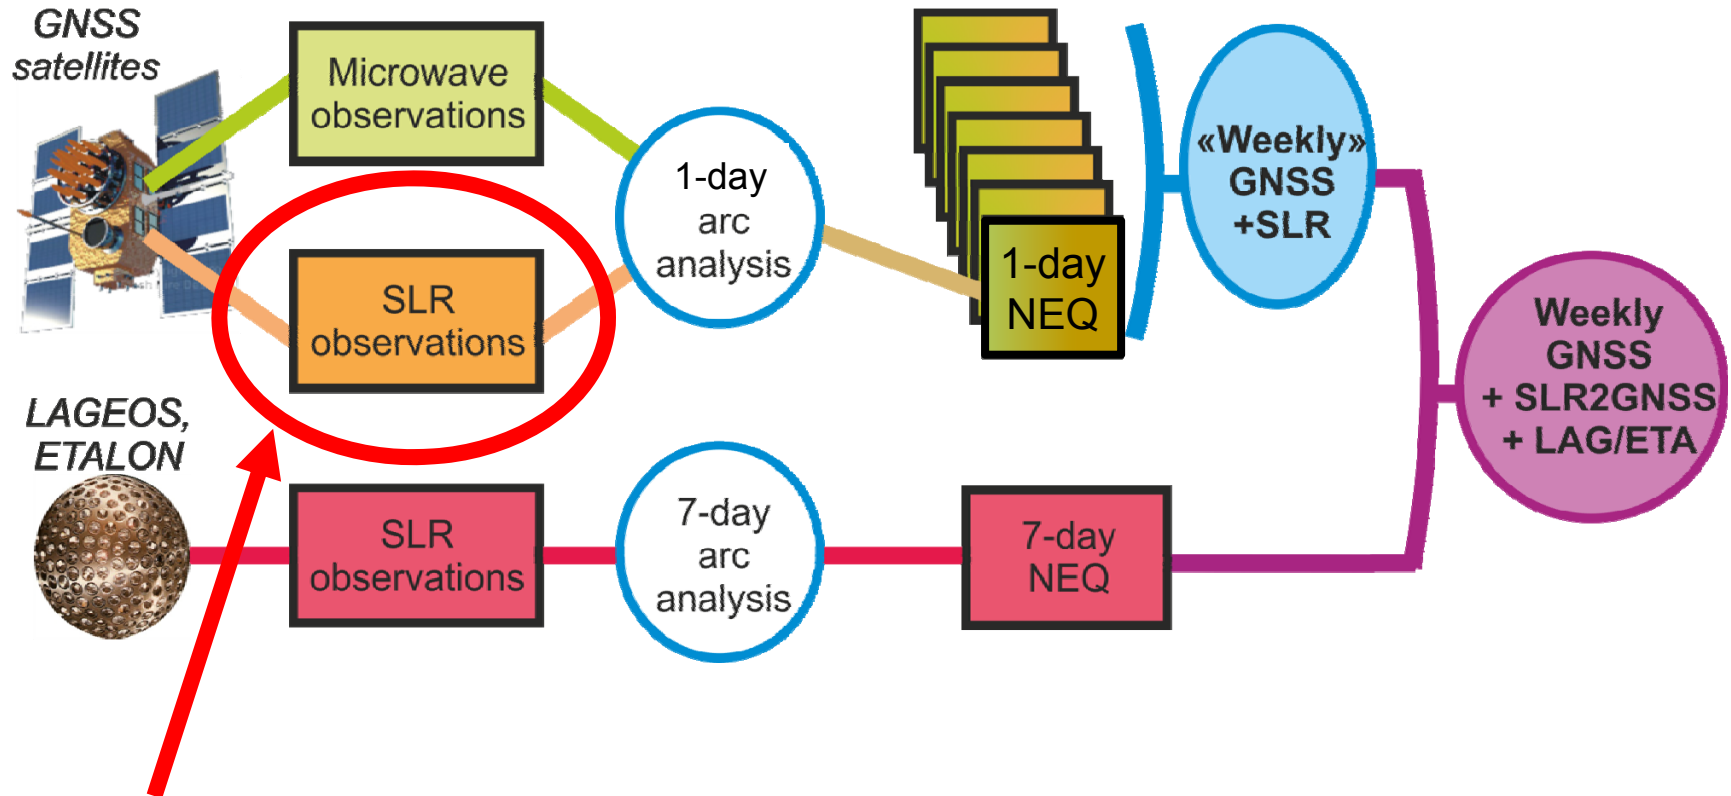 GNSS
satellites
Microwave
observations
SLR
observations
1-day
arc
analysis
1-day
NEQ
«Weekly»
GNSS
+SLR
LAGEOS,
ETALON
SLR
observations
7-day
arc
analysis
7-day
NEQ
Weekly
GNSS
+ SLR2GNSS
+ LAG/ETA